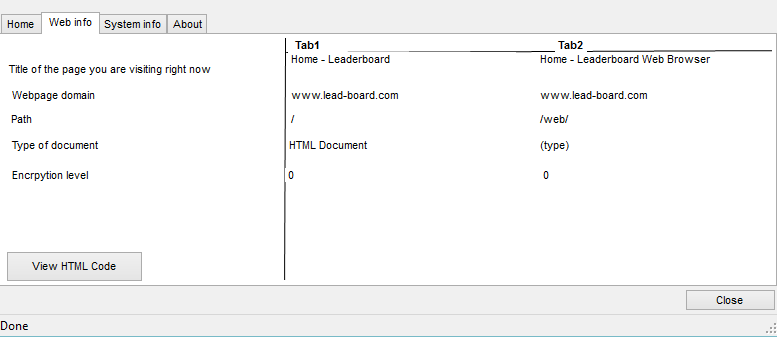 Home Web info System info About
Tab1 Tab2
Title of the page you are visiting right now Home - Leaderboard Home - Leaderboard Web Browser
Webpage domain www.lead-board.com www.lead-board.com
Path / /web/
Type of document HTML Document (type)
Encrpytion level 0 0
View HTML Code
Close
Done